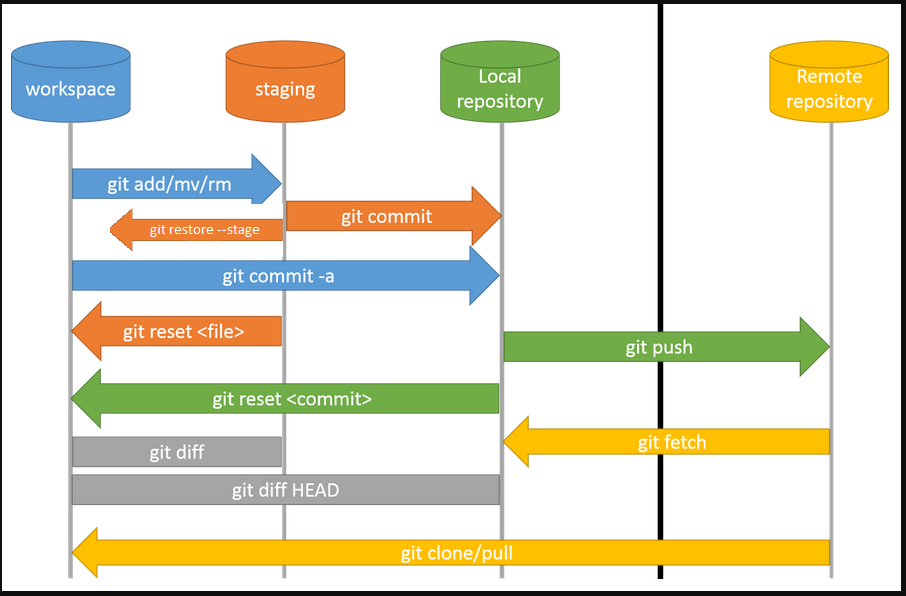 workspace
staging
Local
repository
Remote
repository
git add/mv/rm
git commit
git restore --stage
git commit -a
git reset <file>
git push
git reset <commit>
git fetch
git diff
git diff HEAD
git clone/pull